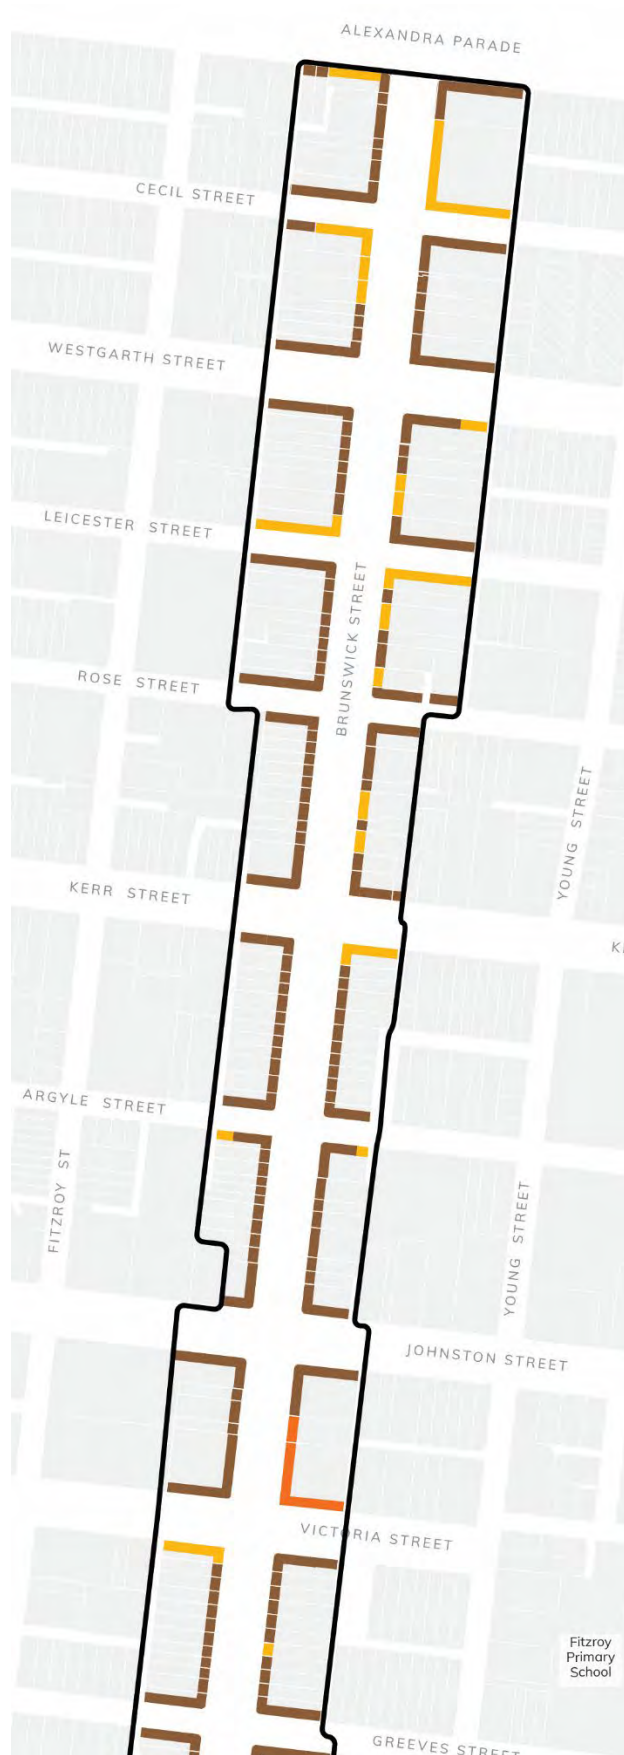 ALEXANDRA PARADE
CECIL STREET
WESTGARTH STREET
LEICESTER STREET
BRUNSWICK STREET
ROSE STREET
YOUNG STREET
KERR STREET
ARGYLE STREET
FITZROY ST
YOUNG STREET
JOHNSTON STREET
VICTORIA STREET
Fitzroy
Primary
School
GREEVES STREET